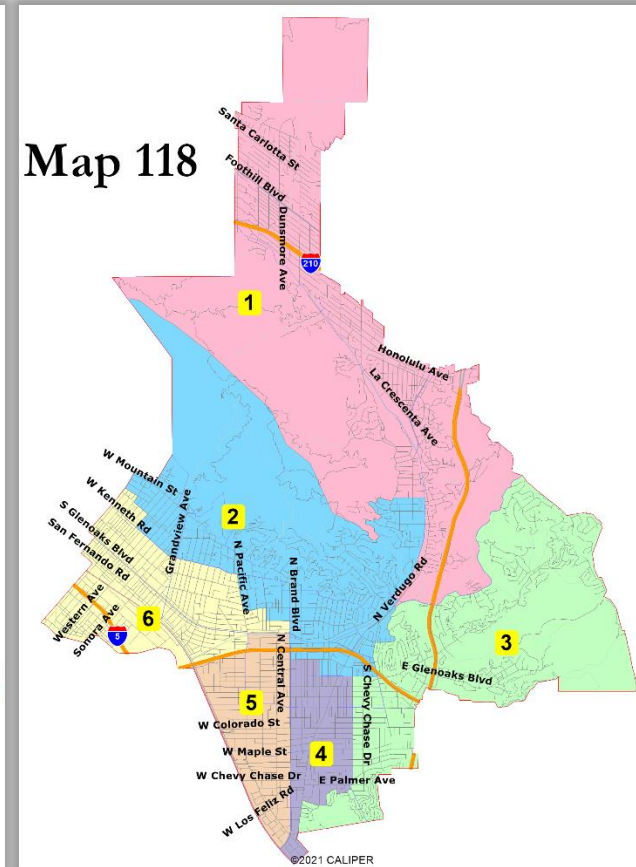 Map 118
Santa Carlotta St
Foothill Blvd
Dunsmore Ave
210
1
Honolulu Ave
La Crescenta Ave
W Mountain St
W Kenneth Rd
S Glenoaks Blvd
San Fernando Rd
Grandview Ave
2
N Pacific Ave
N Brand Blvd
N Verdugo Rd
Western Ave
Sonora Ave
5
6
3
N Central Ave
S Chevy Chase Dr
E Glenoaks Blvd
5
W Colorado St
W Maple St
4
W Chevy Chase Dr
E Palmer Ave
W Los Feliz Rd
©2021 CALIPER